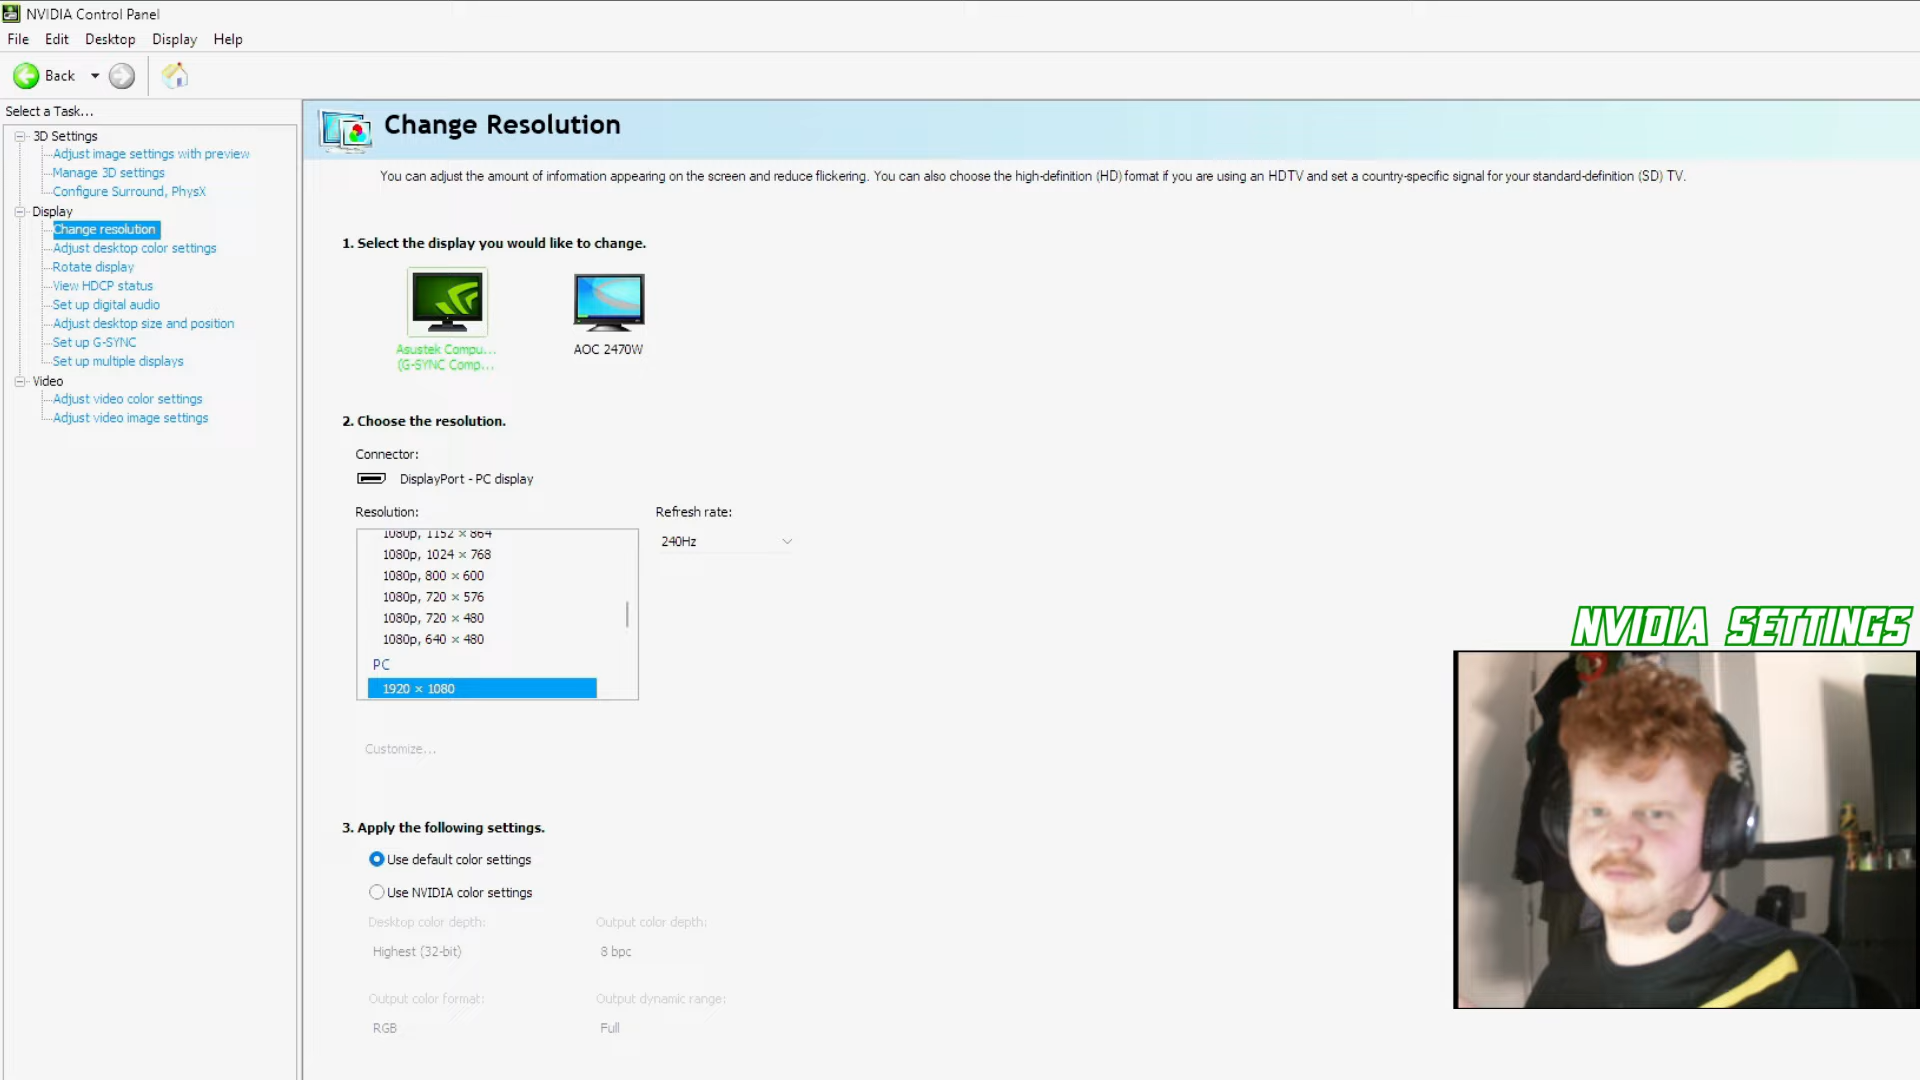 NVIDIA Control Panel
File Edit Desktop Display Help
Back
Select a Task...
3D Settings
Adjust image settings with preview
Manage 3D settings
Configure Surround, PhysX
Display
Change resolution
Adjust desktop color settings
Rotate display
View HDCP status
Set up digital audio
Adjust desktop size and position
Set up G-SYNC
Set up multiple displays
Video
Adjust video color settings
Adjust video image settings
Change Resolution
You can adjust the amount of information appearing on the screen and reduce flickering. You can also choose the high-definition (HD) format if you are using an HDTV and set a country-specific signal for your standard-definition (SD) TV.
1. Select the display you would like to change.
Asustek Compu...
(G-SYNC Comp...
AOC 2470W
2. Choose the resolution.
Connector:
DisplayPort - PC display
Resolution:
1080p, 1152 × 864
1080p, 1024 × 768
1080p, 800 × 600
1080p, 720 × 576
1080p, 720 × 480
1080p, 640 × 480
PC
1920 × 1080
Refresh rate:
240Hz
Customize...
3. Apply the following settings.
Use default color settings
Use NVIDIA color settings
Desktop color depth:
Highest (32-bit)
Output color depth:
8 bpc
Output color format:
RGB
Output dynamic range:
Full
NVIDIA SETTINGS